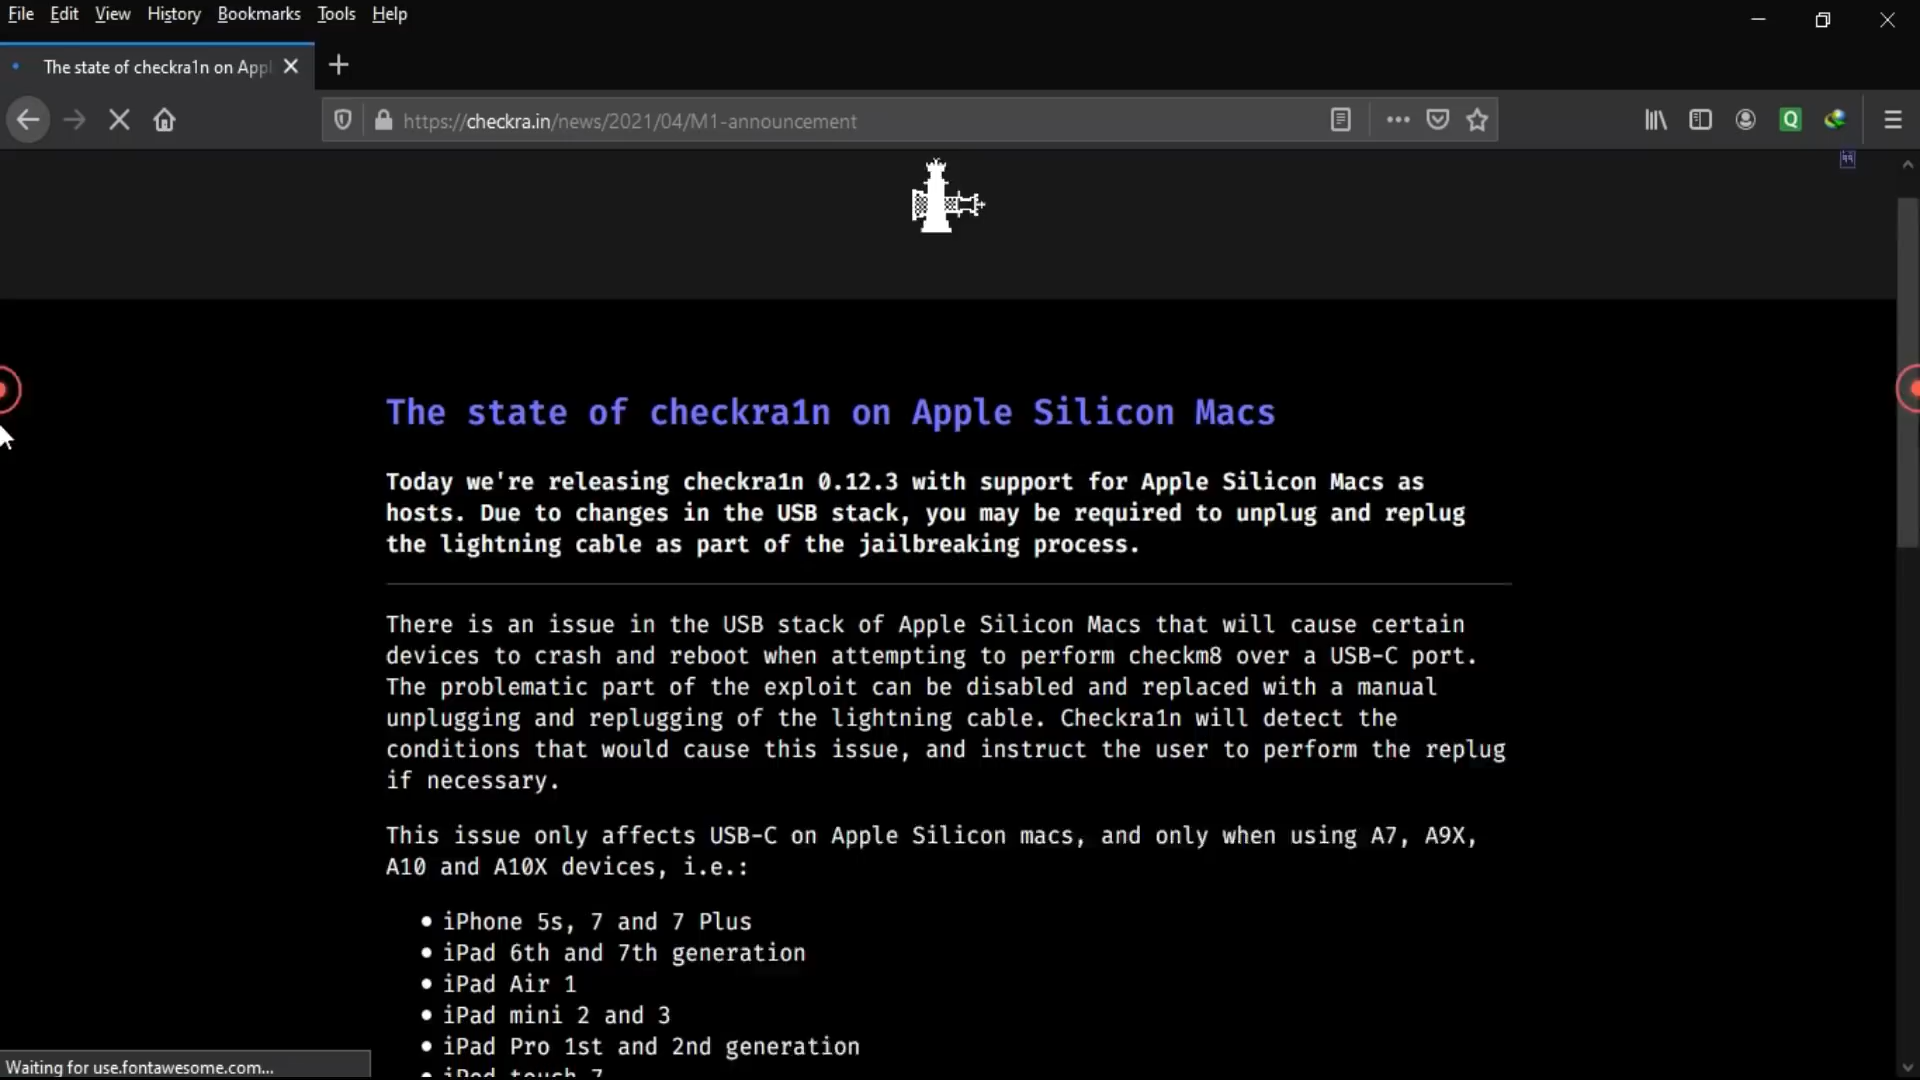 File Edit View History Bookmarks Tools Help
The state of checkra1n on Appl
https://checkra.in/news/2021/04/M1-announcement
The state of checkra1n on Apple Silicon Macs
Today we're releasing checkra1n 0.12.3 with support for Apple Silicon Macs as
hosts. Due to changes in the USB stack, you may be required to unplug and replug
the lightning cable as part of the jailbreaking process.
There is an issue in the USB stack of Apple Silicon Macs that will cause certain
devices to crash and reboot when attempting to perform checkm8 over a USB-C port.
The problematic part of the exploit can be disabled and replaced with a manual
unplugging and replugging of the lightning cable. Checkra1n will detect the
conditions that would cause this issue, and instruct the user to perform the replug
if necessary.
This issue only affects USB-C on Apple Silicon macs, and only when using A7, A9X,
A10 and A10X devices, i.e.:
• iPhone 5s, 7 and 7 Plus
• iPad 6th and 7th generation
• iPad Air 1
• iPad mini 2 and 3
• iPad Pro 1st and 2nd generation
• iPod touch 7
Waiting for use.fontawesome.com...